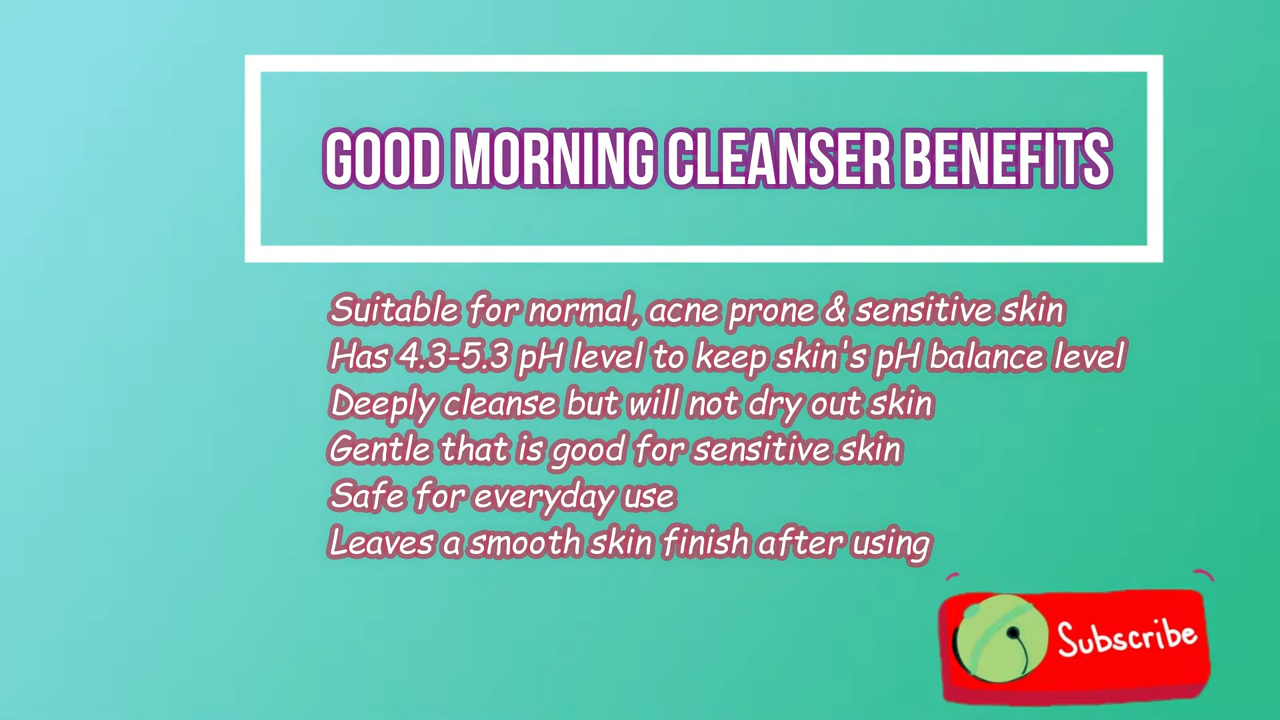 GOOD MORNING CLEANSER BENEFITS
Suitable for normal, acne prone & sensitive skin
Has 4.3-5.3 pH level to keep skin's pH balance level
Deeply cleanse but will not dry out skin
Gentle that is good for sensitive skin
Safe for everyday use
Leaves a smooth skin finish after using
Subscribe